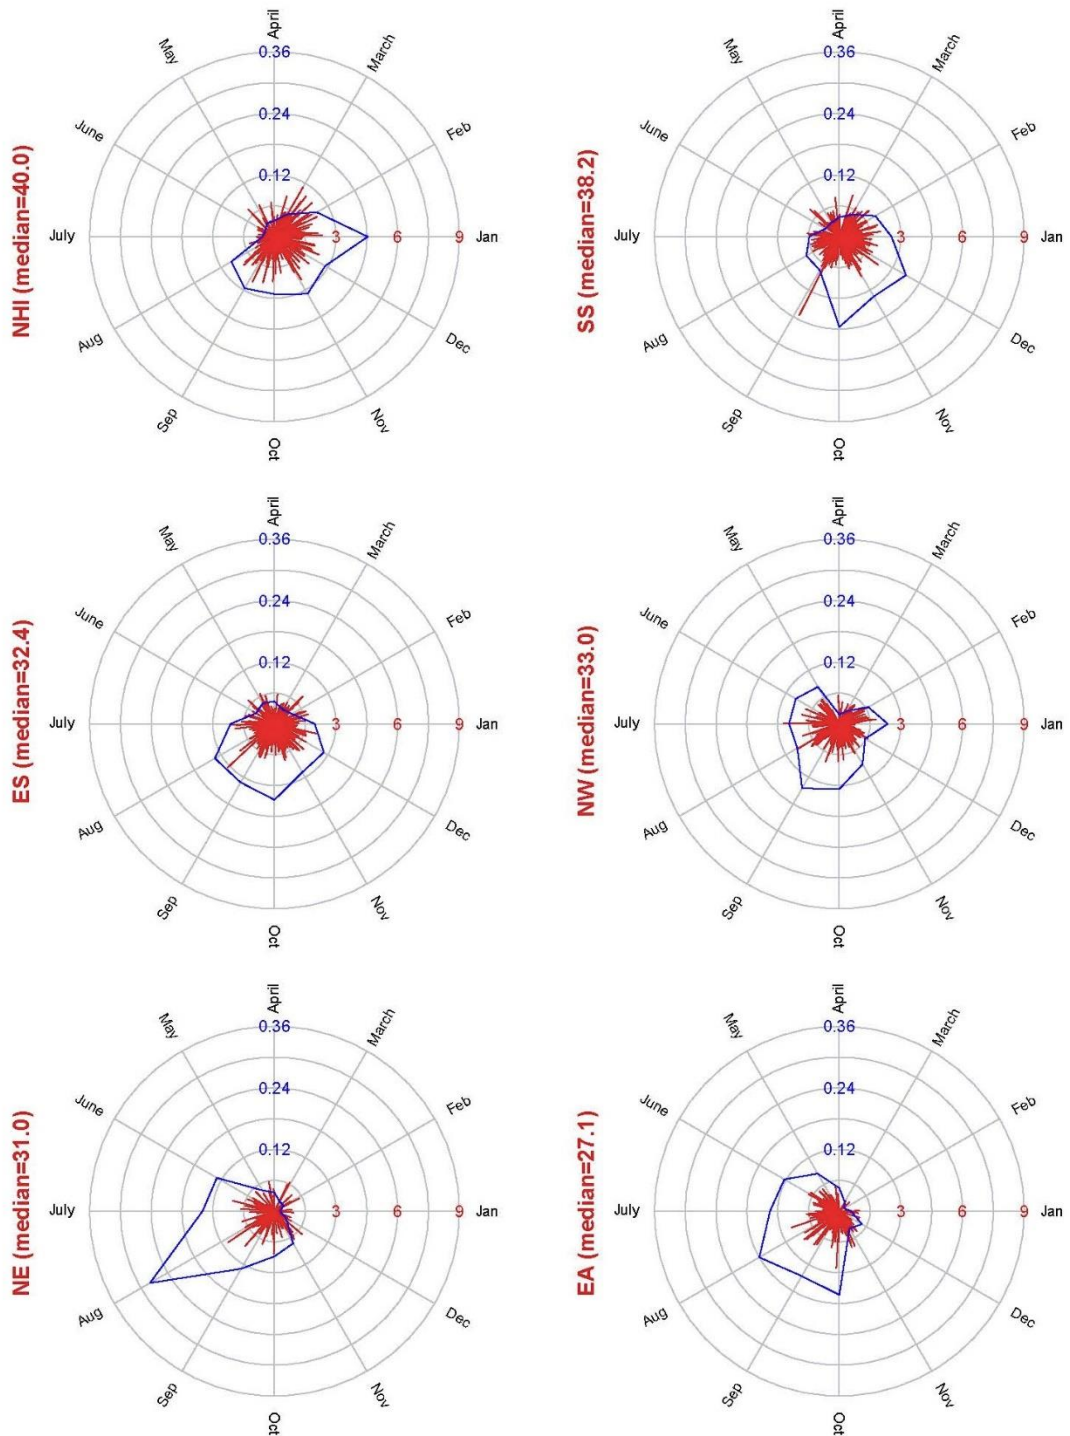 NHI (median=40.0)
April
March
Feb
Jan
Dec
Nov
Oct
Sep
Aug
July
June
May
0.36
0.24
0.12
3
6
9
SS (median=38.2)
April
March
Feb
Jan
Dec
Nov
Oct
Sep
Aug
July
June
May
0.36
0.24
0.12
3
6
9
ES (median=32.4)
April
March
Feb
Jan
Dec
Nov
Oct
Sep
Aug
July
June
May
0.36
0.24
0.12
3
6
9
NW (median=33.0)
April
March
Feb
Jan
Dec
Nov
Oct
Sep
Aug
July
June
May
0.36
0.24
0.12
3
6
9
NE (median=31.0)
April
March
Feb
Jan
Dec
Nov
Oct
Sep
Aug
July
June
May
0.36
0.24
0.12
3
6
9
EA (median=27.1)
April
March
Feb
Jan
Dec
Nov
Oct
Sep
Aug
July
June
May
0.36
0.24
0.12
3
6
9